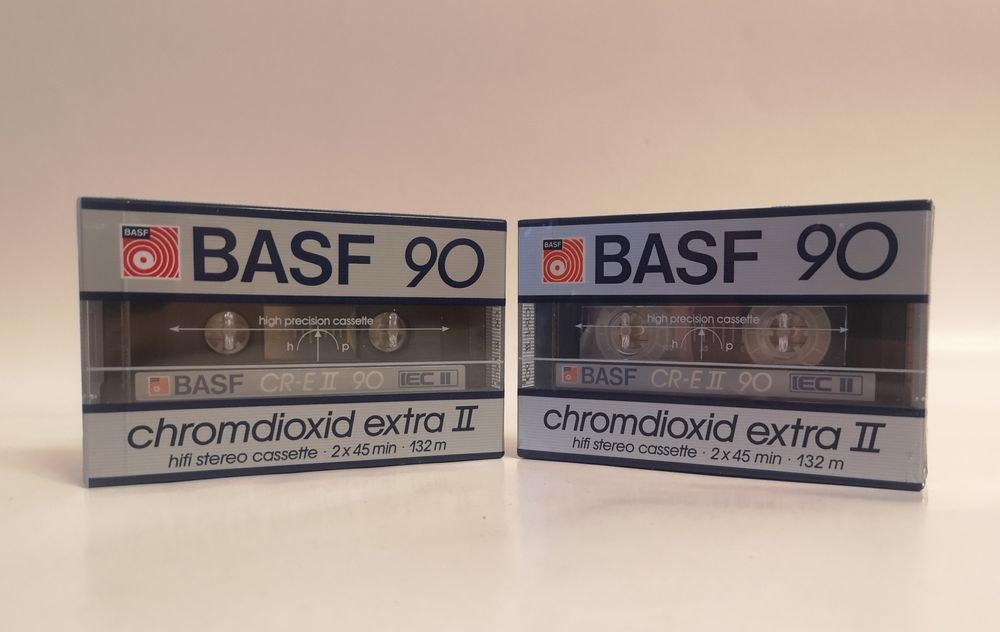 BASF
BASF 90
high precision cassette
h p
BASF CR-E II 90 IEC II
chromdioxid extra II
hifi stereo cassette · 2 x 45 min · 132 m
BASF
BASF 90
high precision cassette
h p
BASF CR-E II 90 IEC II
chromdioxid extra II
hifi stereo cassette · 2 x 45 min · 132 m